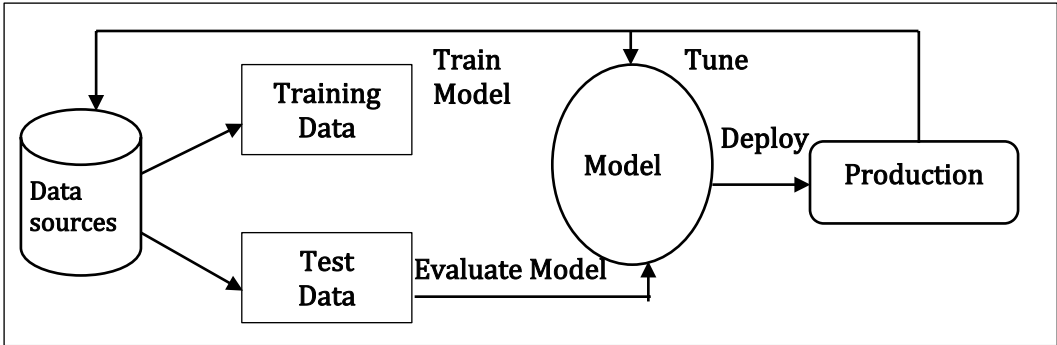 Train
Model
Tune
Training
Data
Deploy
Model
Production
Data
sources
Test
Data
Evaluate Model